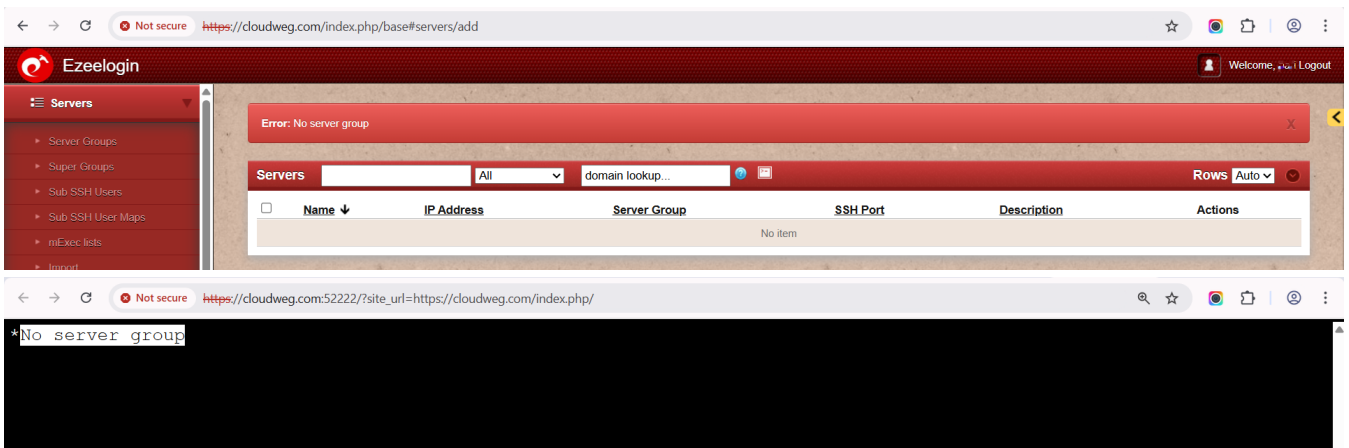 Not secure https://cloudweg.com/index.php/base#servers/add
Ezeelogin
Welcome, Logout
Servers
Error: No server group X
Server Groups
Super Groups
Servers All domain lookup... Rows Auto
Sub SSH Users
Name IP Address Server Group SSH Port Description Actions
Sub SSH User Maps
No item
mExec lists
Import
Not secure https://cloudweg.com:52222/?site_url=https://cloudweg.com/index.php/
*No server group